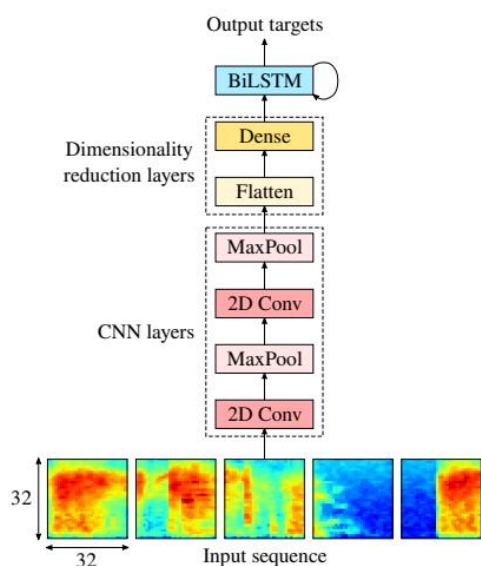 Output targets
BiLSTM
Dense
Dimensionality
reduction layers
Flatten
MaxPool
2D Conv
CNN layers
MaxPool
2D Conv
32
32
Input sequence